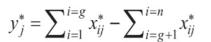 y*_j = ∑_{i=1}^{i=g} x*_{ij} − ∑_{i=g+1}^{i=n} x*_{ij}